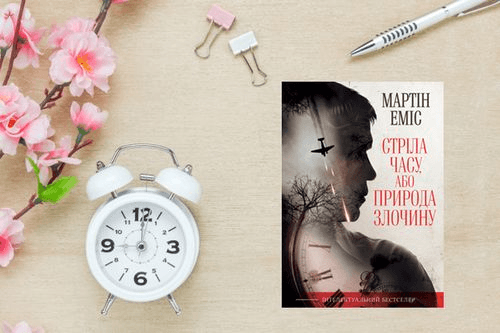 МАРТІН
ЕМІС
СТРІЛА
ЧАСУ,
АБО
ПРИРОДА
ЗЛОЧИНУ
ІНТЕЛЕКТУАЛЬНИЙ БЕСТСЕЛЕР
12
3
6
9